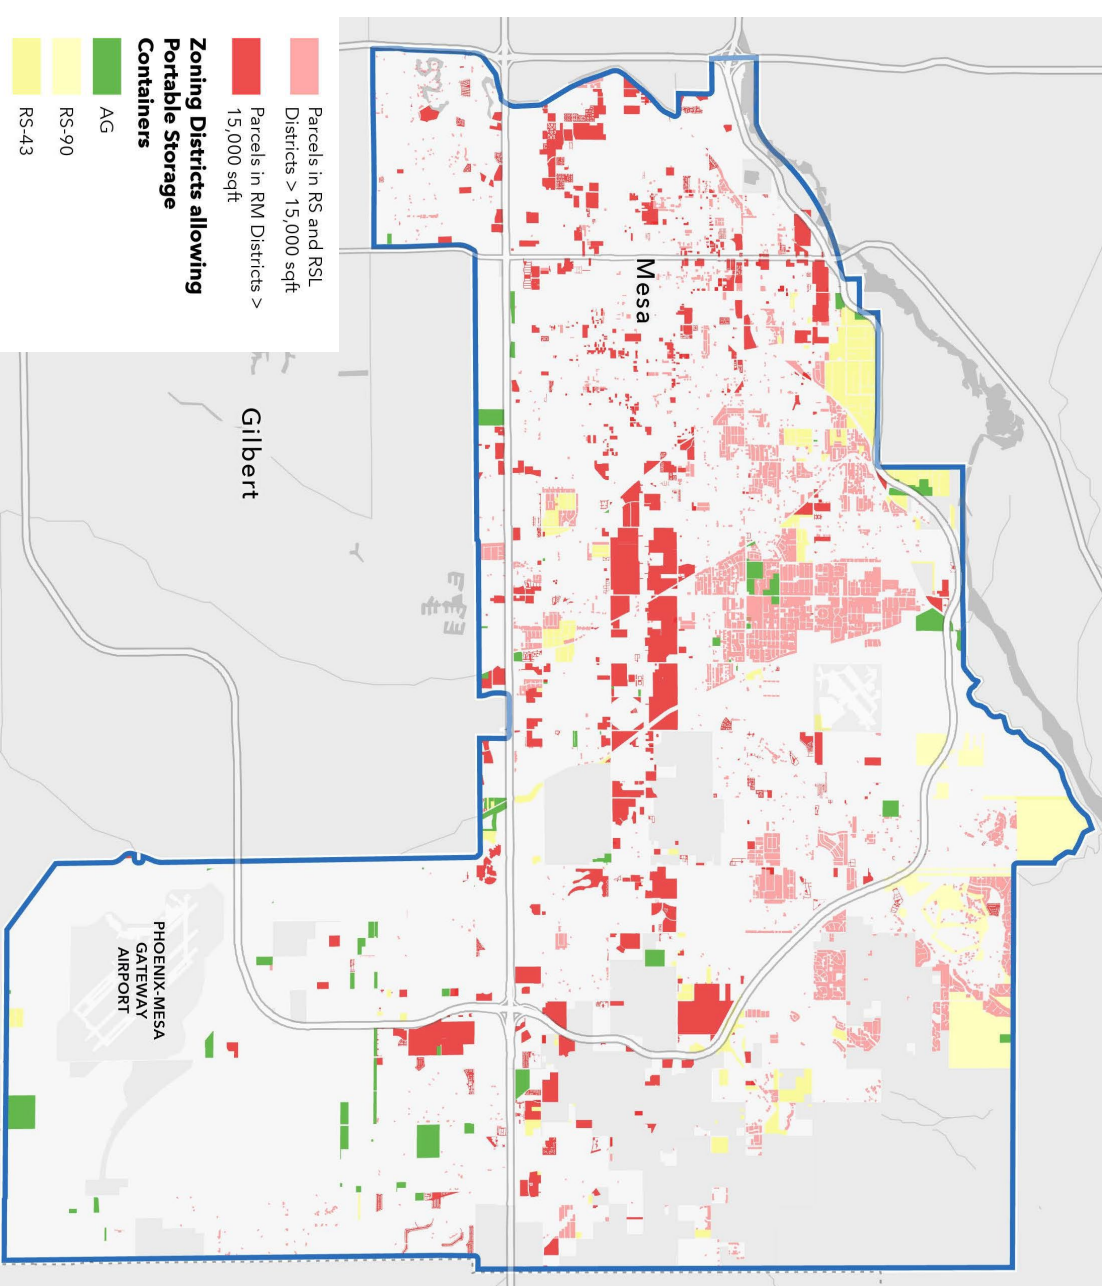 Parcels in RS and RSL
Districts > 15,000 sqft
Parcels in RM Districts >
15,000 sqft
Zoning Districts allowing
Portable Storage
Containers
AG
RS-90
RS-43
Mesa
Gilbert
PHOENIX-MESA
GATEWAY
AIRPORT